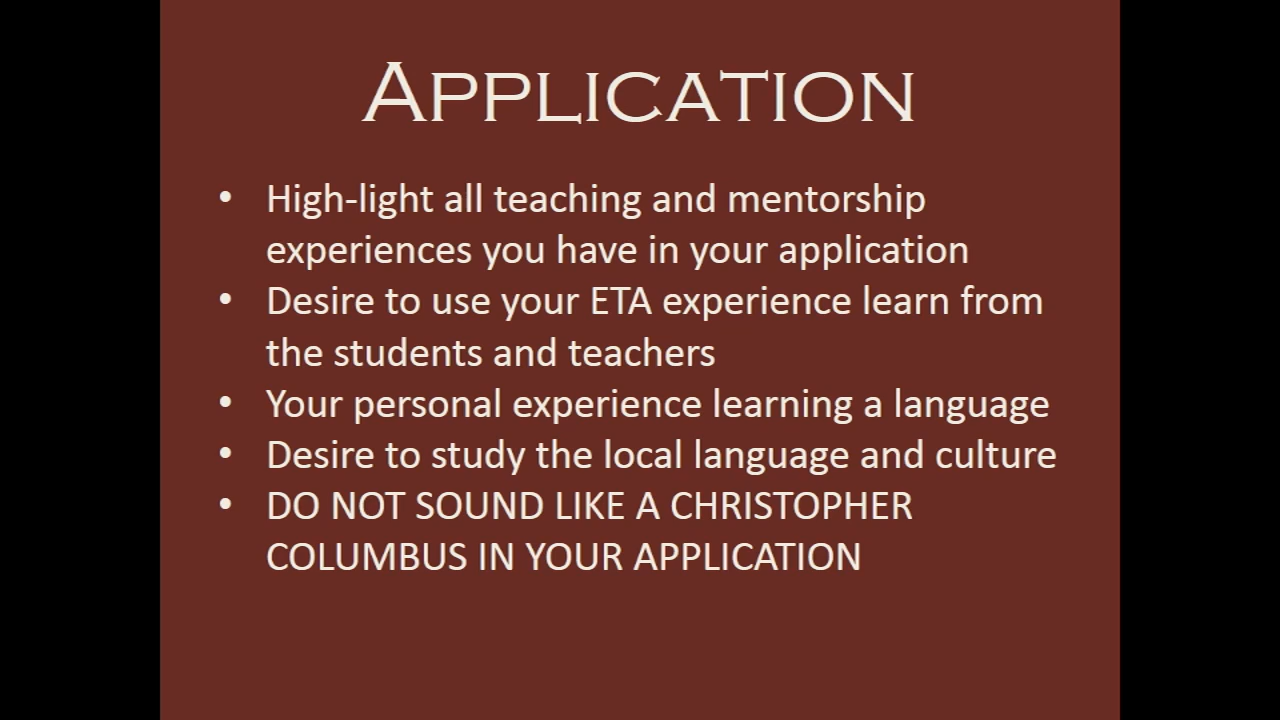 APPLICATION
• High-light all teaching and mentorship
experiences you have in your application
• Desire to use your ETA experience learn from
the students and teachers
• Your personal experience learning a language
• Desire to study the local language and culture
• DO NOT SOUND LIKE A CHRISTOPHER
COLUMBUS IN YOUR APPLICATION